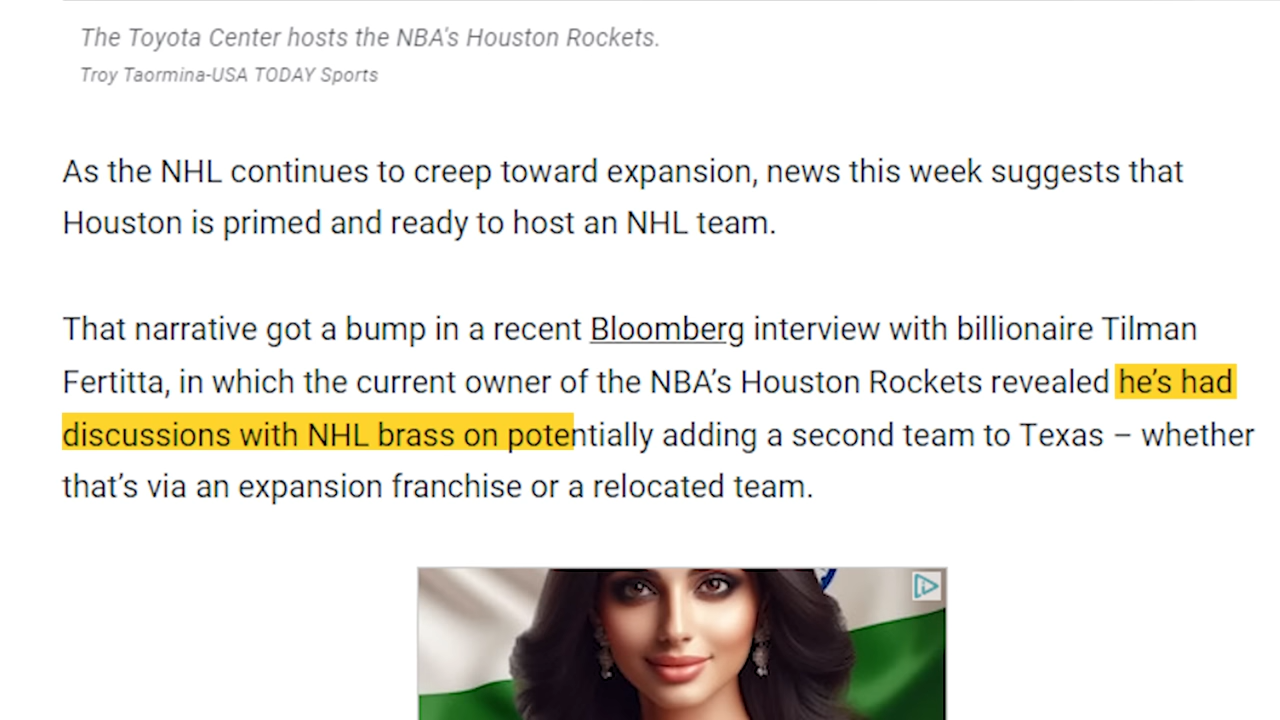 The Toyota Center hosts the NBA's Houston Rockets.
Troy Taormina-USA TODAY Sports
As the NHL continues to creep toward expansion, news this week suggests that
Houston is primed and ready to host an NHL team.
That narrative got a bump in a recent Bloomberg interview with billionaire Tilman
Fertitta, in which the current owner of the NBA’s Houston Rockets revealed he’s had
discussions with NHL brass on potentially adding a second team to Texas – whether
that’s via an expansion franchise or a relocated team.